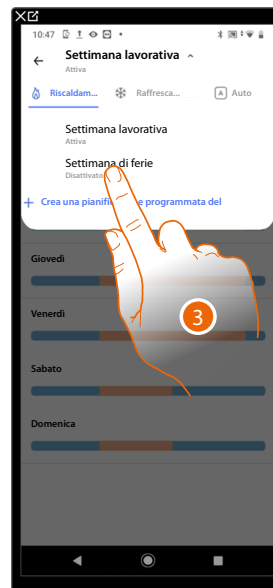 10:47
Settimana lavorativa
Attiva
Riscaldam... Raffresca... A Auto
Settimana lavorativa
Attiva
Settimana di ferie
Disattivato
+ Crea una pianifi e programmata del
Giovedì
Venerdì
3
Sabato
Domenica